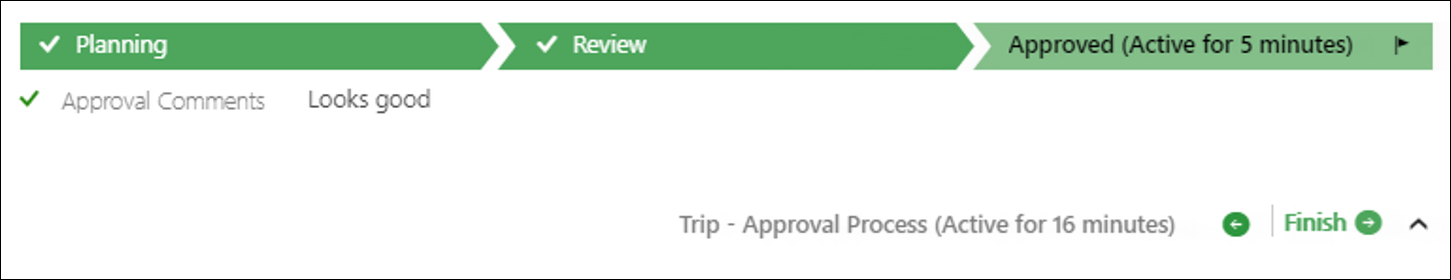 Planning Review Approved (Active for 5 minutes)
Approval Comments Looks good
Trip - Approval Process (Active for 16 minutes) Finish